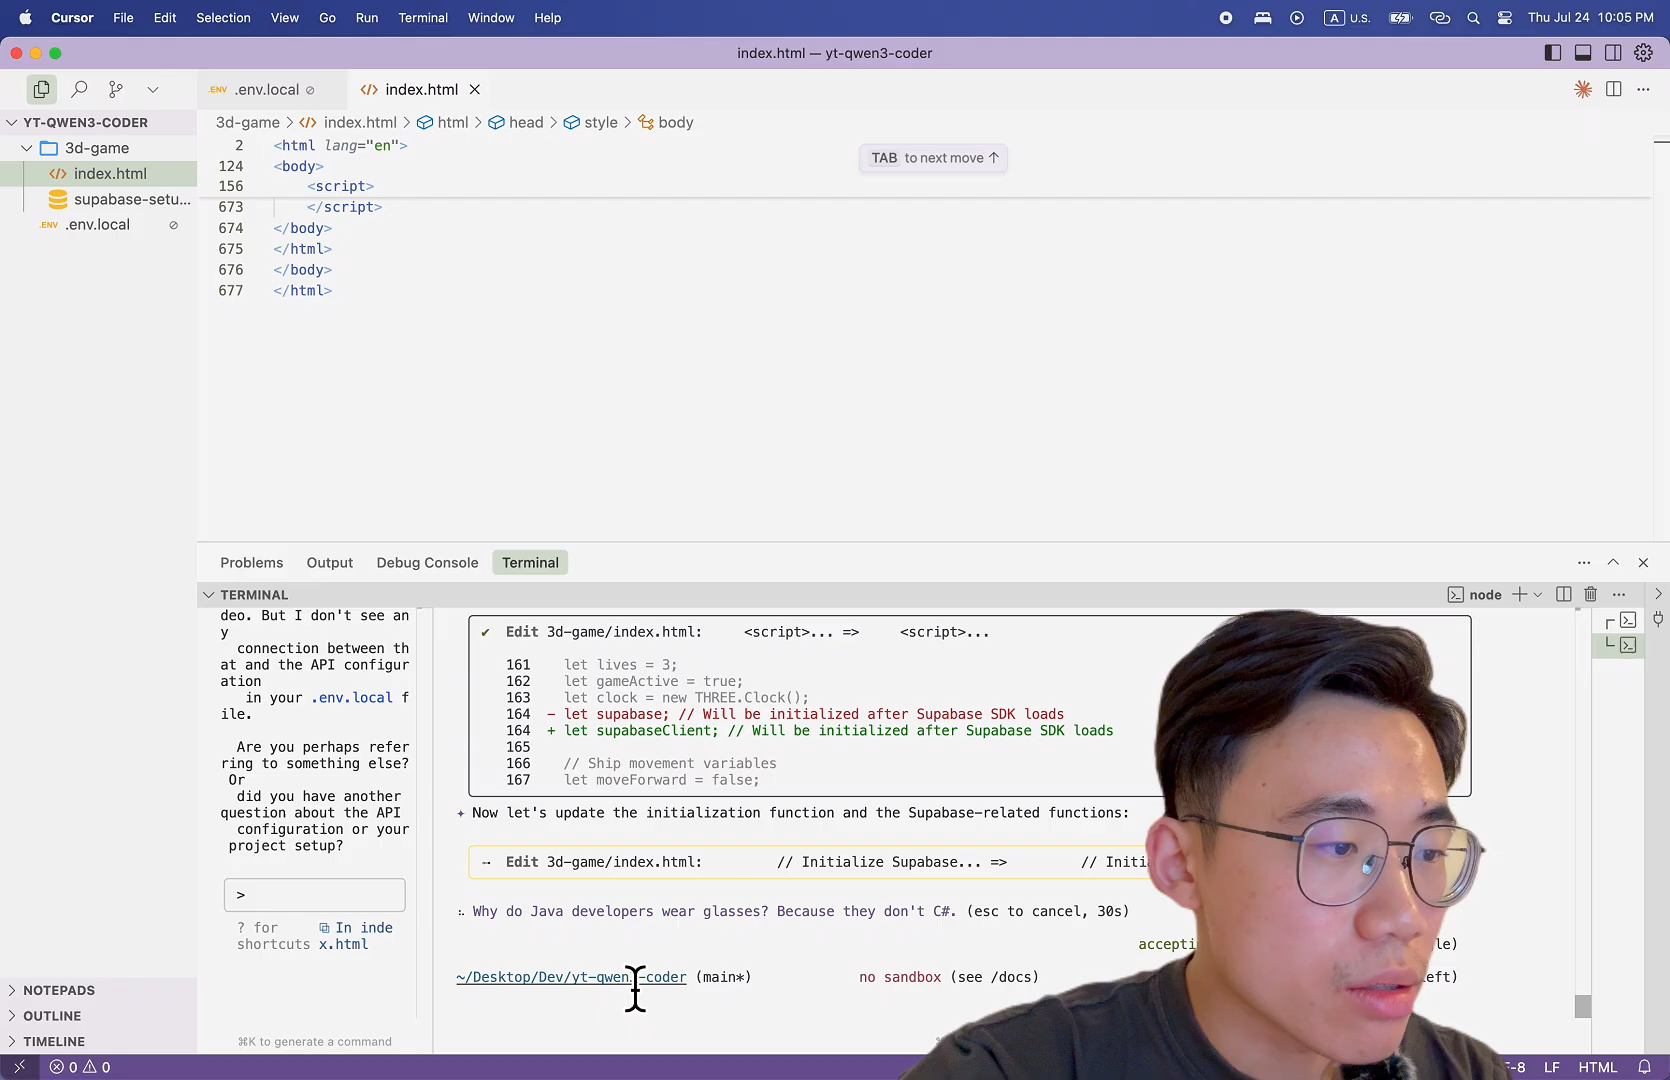 Cursor File Edit Selection View Go Run Terminal Window Help A U.S. Thu Jul 24 10:05 PM
index.html — yt-qwen3-coder
.ENV .env.local
index.html
YT-QWEN3-CODER
3d-game
index.html
supabase-setu...
.ENV .env.local
NOTEPADS
OUTLINE
TIMELINE
3d-game > index.html > html > head > style > body
2 <html lang="en">
124 <body>
156 <script>
673 </script>
674 </body>
675 </html>
676 </body>
677 </html>
TAB to next move ↑
Problems Output Debug Console Terminal
TERMINAL
node
deo. But I don't see an
y
connection between th
at and the API configur
ation
in your .env.local f
ile.
Are you perhaps refer
ring to something else?
Or
did you have another
question about the API
configuration or your
project setup?
>
? for
shortcuts
In inde
x.html
⌘K to generate a command
✔ Edit 3d-game/index.html: <script>... => <script>...
161 let lives = 3;
162 let gameActive = true;
163 let clock = new THREE.Clock();
164 - let supabase; // Will be initialized after Supabase SDK loads
164 + let supabaseClient; // Will be initialized after Supabase SDK loads
165
166 // Ship movement variables
167 let moveForward = false;
✦ Now let's update the initialization function and the Supabase-related functions:
→ Edit 3d-game/index.html: // Initialize Supabase... => // Initi
Why do Java developers wear glasses? Because they don't C#. (esc to cancel, 30s)
accepti
~/Desktop/Dev/yt-qwen3-coder (main*) no sandbox (see /docs)
0 0
LF HTML